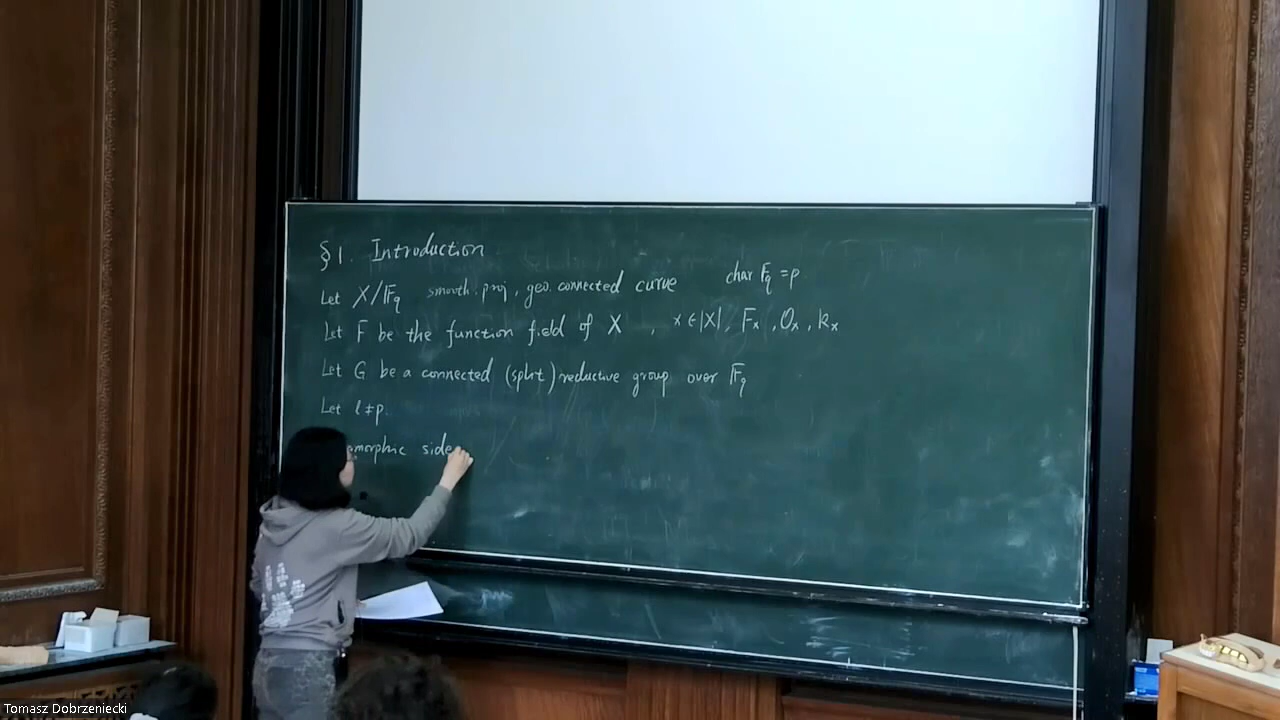 §1. Introduction
Let X/𝔽q smooth. proj, geo. connected curve char Fq = p
Let F be the function field of X, x∈|X|, Fx, Ox, kx
Let G be a connected (split) reductive group over 𝔽q
Let l≠p.
omorphic side
Tomasz Dobrzeniecki